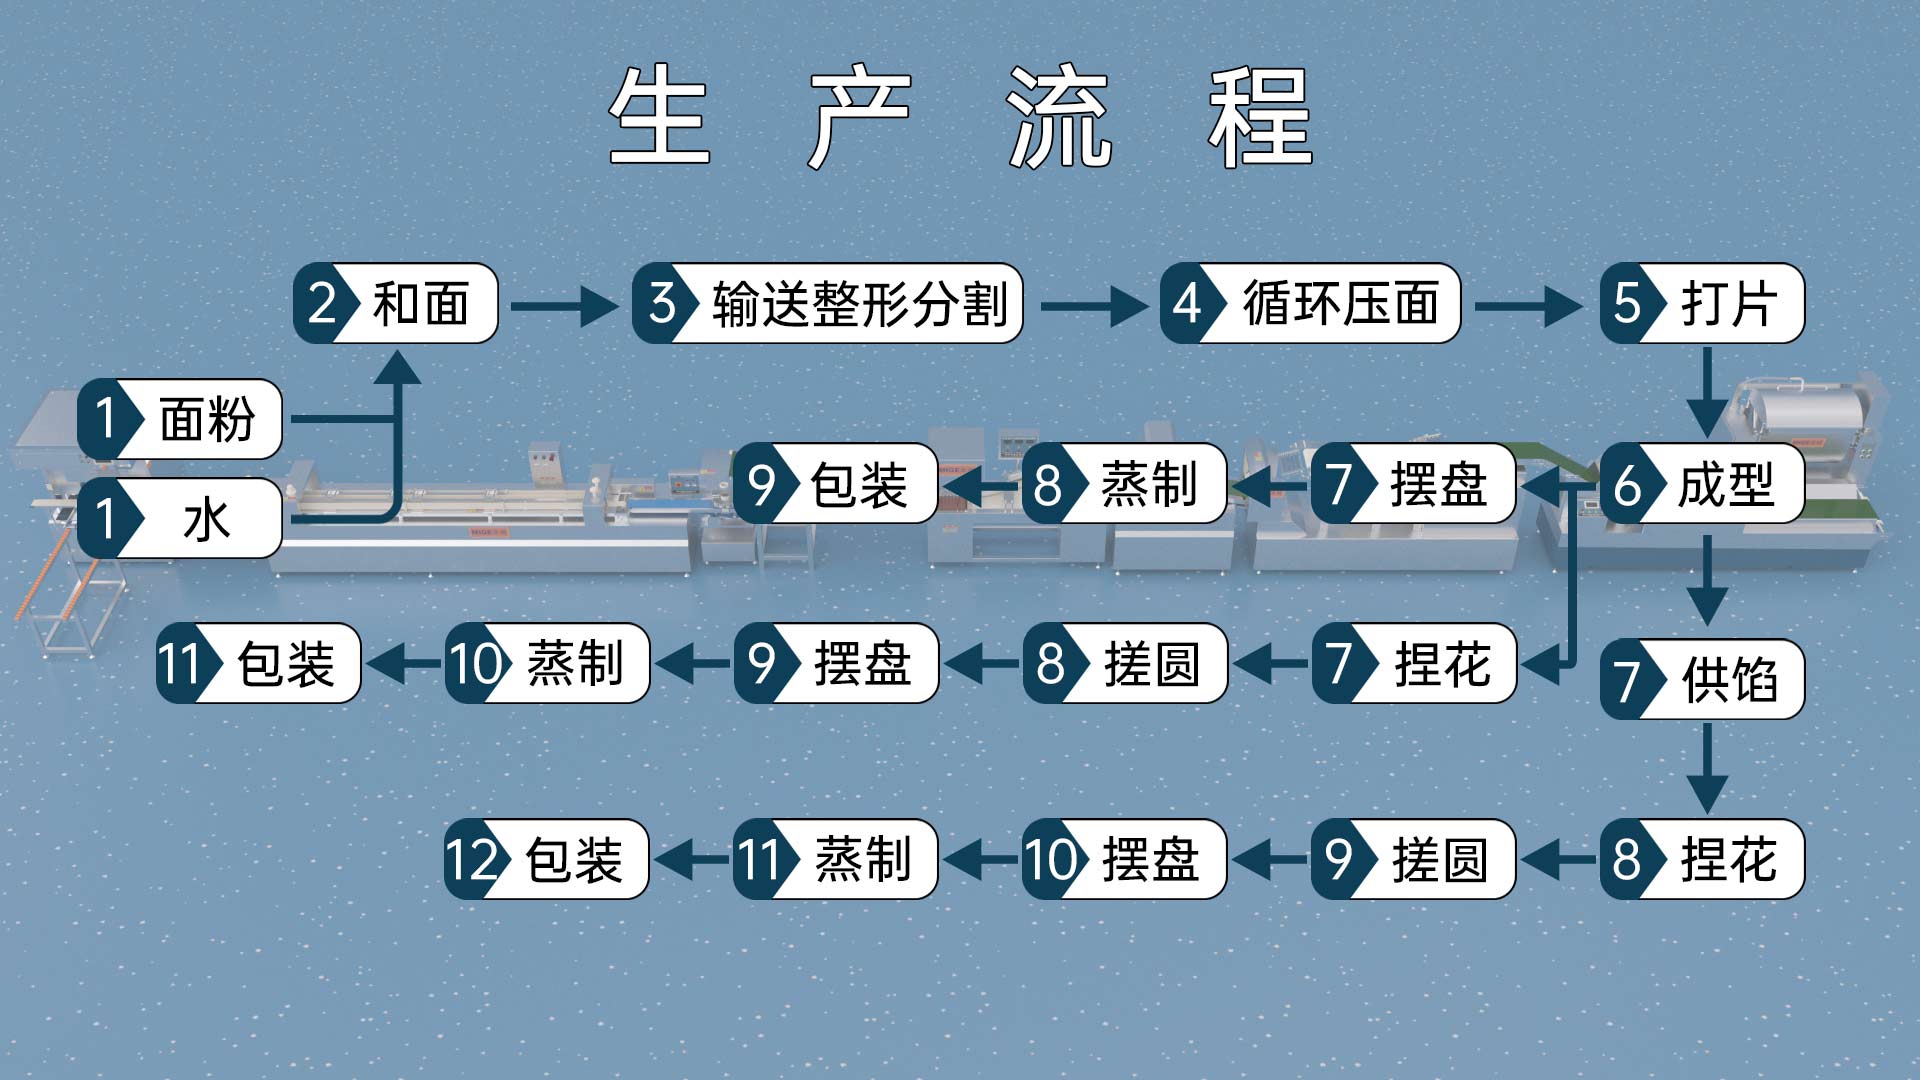 生产流程
2 和面
3 输送整形分割
4 循环压面
5 打片
1 面粉
1 水
9 包装
8 蒸制
7 摆盘
6 成型
11 包装
10 蒸制
9 摆盘
8 搓圆
7 捏花
7 供馅
12 包装
11 蒸制
10 摆盘
9 搓圆
8 捏花